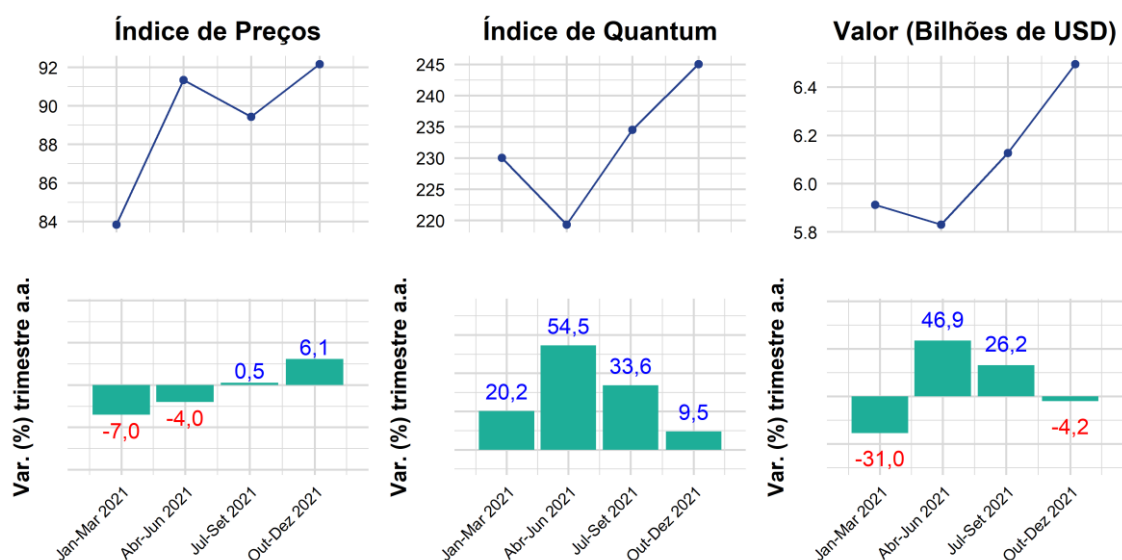 Índice de Preços
92
90
88
86
84
Índice de Quantum
245
240
235
230
225
220
Valor (Bilhões de USD)
6.4
6.2
6.0
5.8
Var. (%) trimestre a.a.
-7,0
-4,0
0,5
6,1
Jan-Mar 2021
Abr-Jun 2021
Jul-Set 2021
Out-Dez 2021
Var. (%) trimestre a.a.
20,2
54,5
33,6
9,5
Jan-Mar 2021
Abr-Jun 2021
Jul-Set 2021
Out-Dez 2021
Var. (%) trimestre a.a.
-31,0
46,9
26,2
-4,2
Jan-Mar 2021
Abr-Jun 2021
Jul-Set 2021
Out-Dez 2021